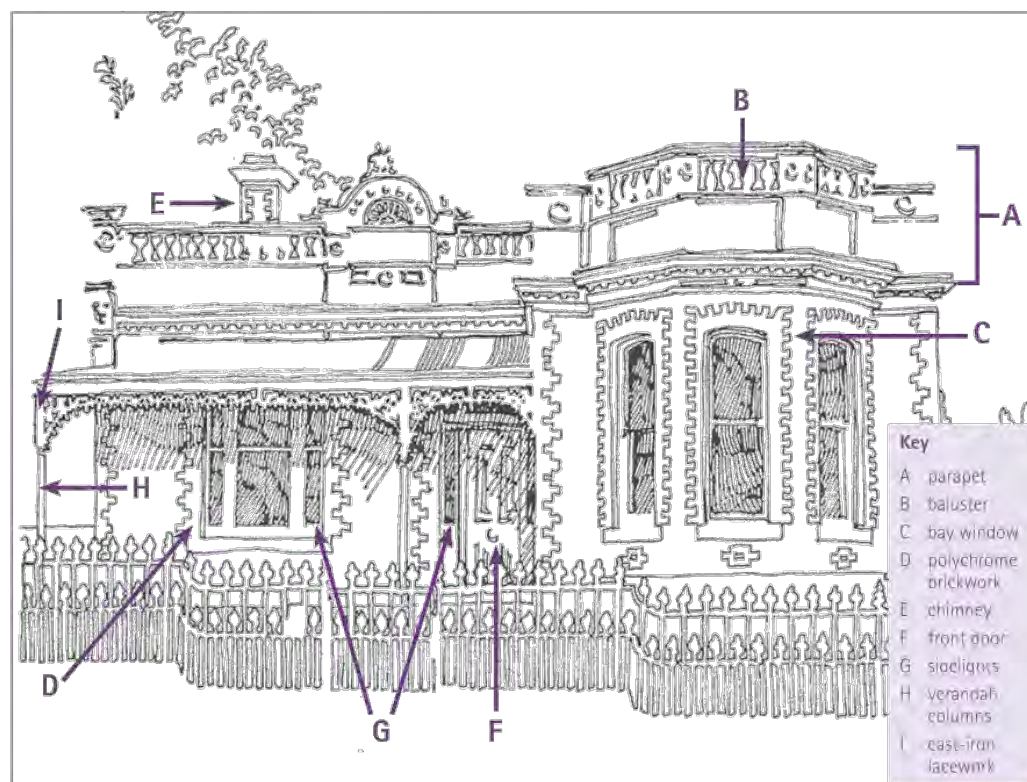 B
E
A
I
C
H
D
G
F
Key
A parapet
B baluster
C bay window
D polychrome
brickwork
E chimney
F front door
G sidelights
H verandah
columns
I cast-iron
lacework